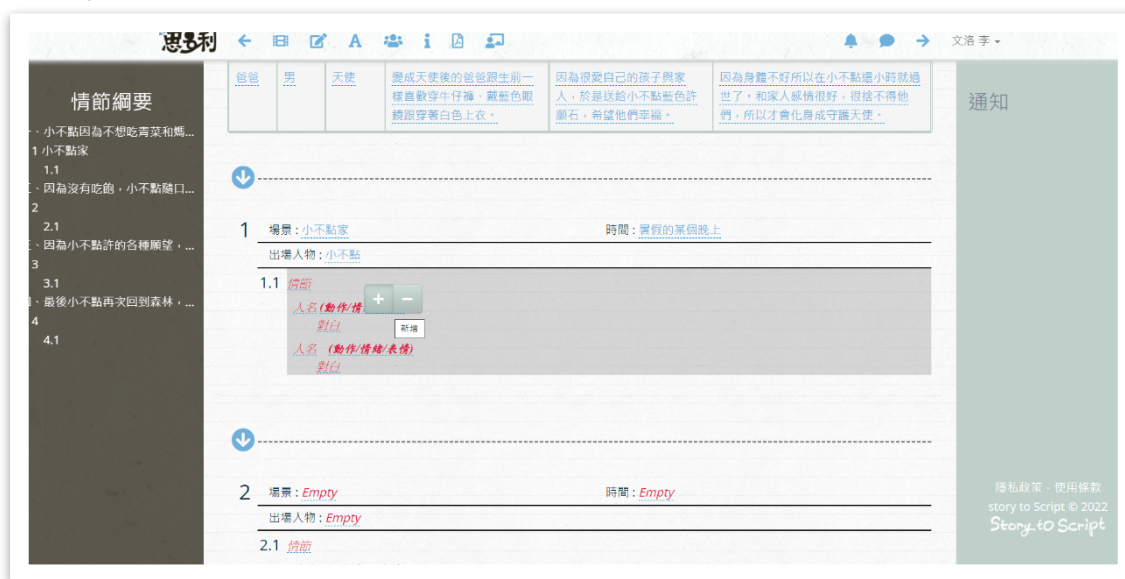 思多利
A
i
文洛 李
情節綱要
、小不點因為不想吃青菜和媽...
1 小不點家
1.1
、因為沒有吃飽，小不點隨口...
2
2.1
、因為小不點許的各種願望，...
3
3.1
、最後小不點再次回到森林，...
4
4.1
爸爸
男
天使
變成天使後的爸爸跟生前一
樣喜歡穿牛仔褲、戴藍色眼
鏡跟穿著白色上衣。
因為很愛自己的孩子與家
人，於是送給小不點藍色許
願石，希望他們幸福。
因為身體不好所以在小不點還小時就過
世了。和家人感情很好，很捨不得他
們，所以才會化身成守護天使。
1 場景：小不點家 時間：暑假的某個晚上
出場人物：小不點
1.1 情節
人名 (動作/情
+ −
對白
新增
人名 (動作/情緒/表情)
對白
2 場景：Empty 時間：Empty
出場人物：Empty
2.1 情節
通知
隱私政策 - 使用條款
story to Script © 2022
Story to Script